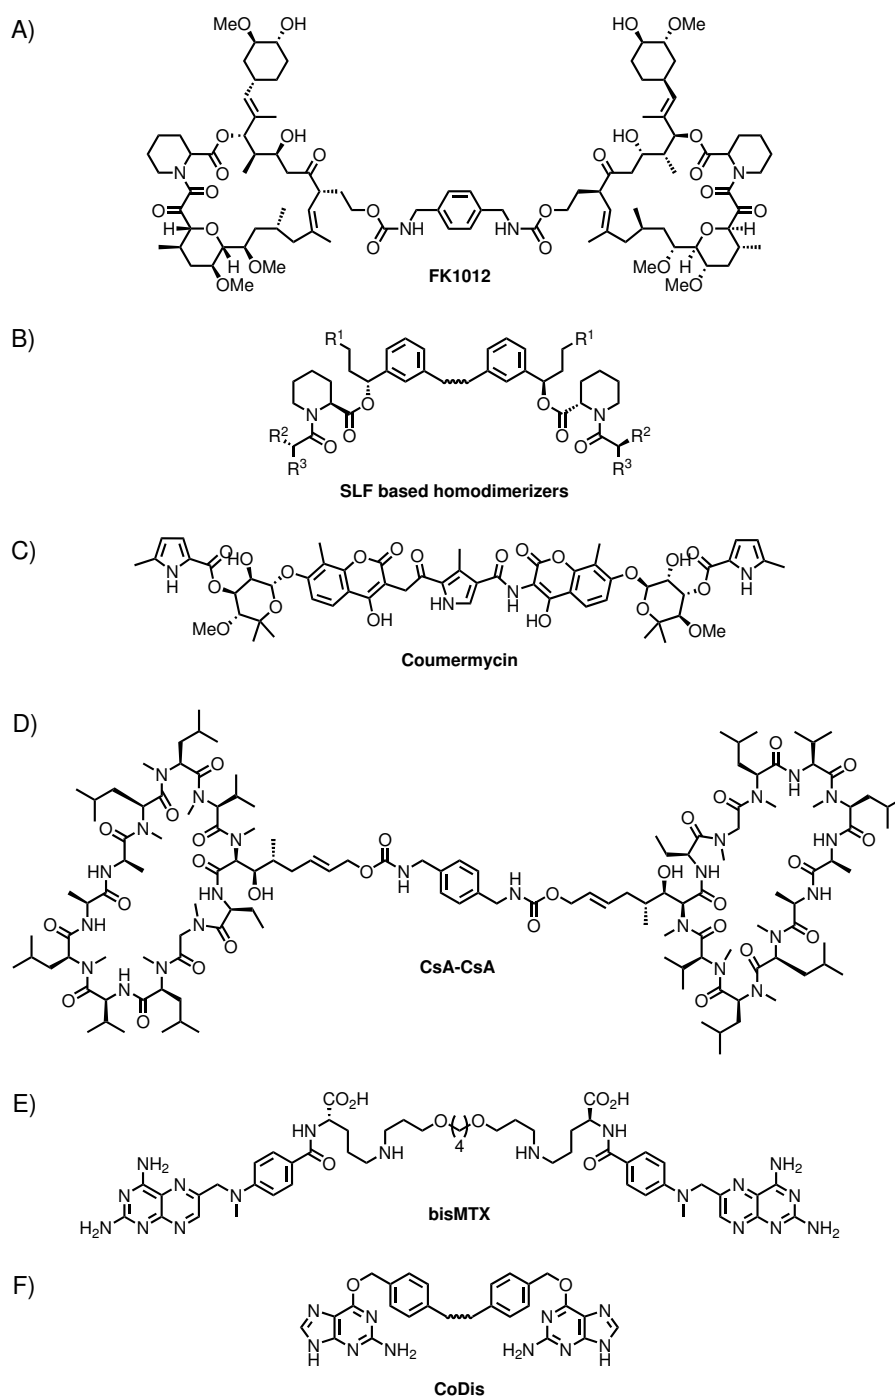 A)
MeO OH HO OMe
O OH O HO O O
N O O N
O O O O
O O O O
H O N H N H O O H
O O
H OMe MeO H
OMe FK1012 MeO
B)
R¹ R¹
O O
N O O N
R² O O R²
R³ R³
SLF based homodimerizers
C)
O OH O O O O O O O OH O
N H O O O HN N H O O O N H
MeO OH OH OMe
Coumermycin
D)
O O O O
N O N H N
O N N O O N N
O N O O N O
HN O N O O N H N O HN
O HN OH N H O HO NH O
NH O O N O O HN
O N N O O N O N O
O N H O N O N N O
O O O
CsA-CsA
E)
CO₂H CO₂H
HN O O NH
O N H 4 N H O
NH₂ NH₂
N N N N N N
H₂N N N bisMTX N N NH₂
F)
O O
N N N N
N H N NH₂ H₂N N N H
CoDis